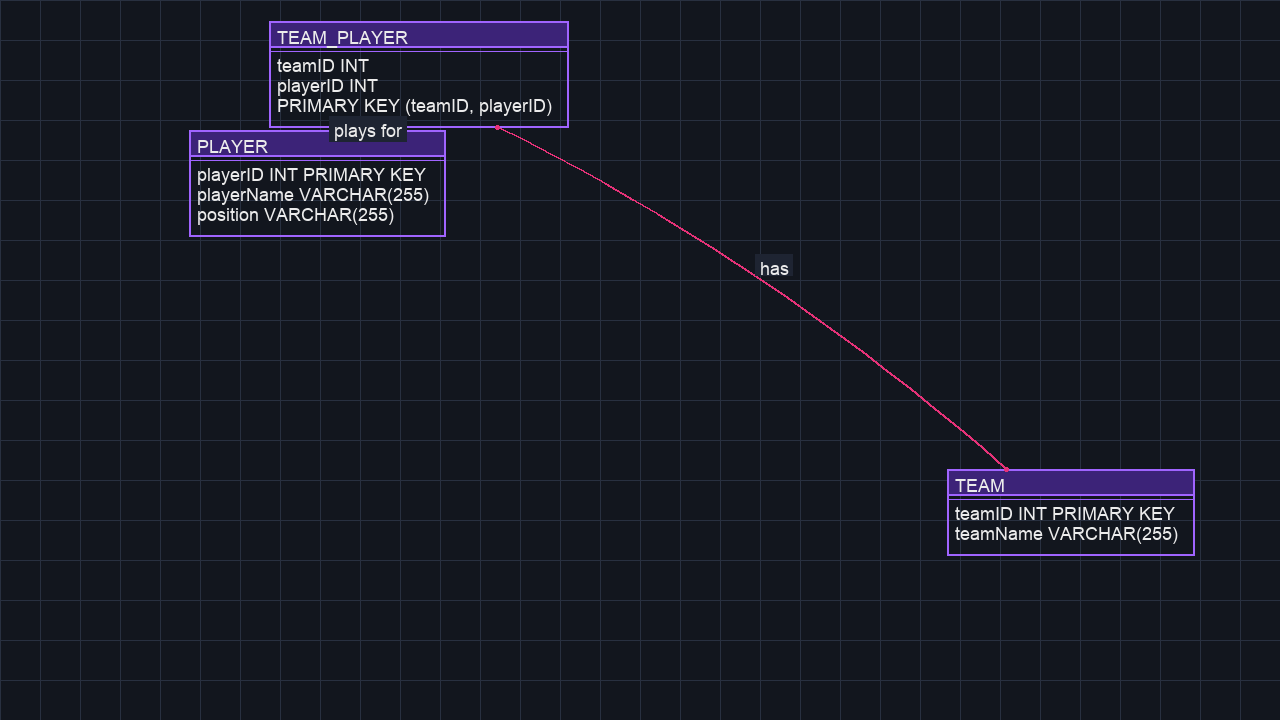 TEAM_PLAYER
teamID INT
playerID INT
PRIMARY KEY (teamID, playerID)
plays for
PLAYER
playerID INT PRIMARY KEY
playerName VARCHAR(255)
position VARCHAR(255)
has
TEAM
teamID INT PRIMARY KEY
teamName VARCHAR(255)